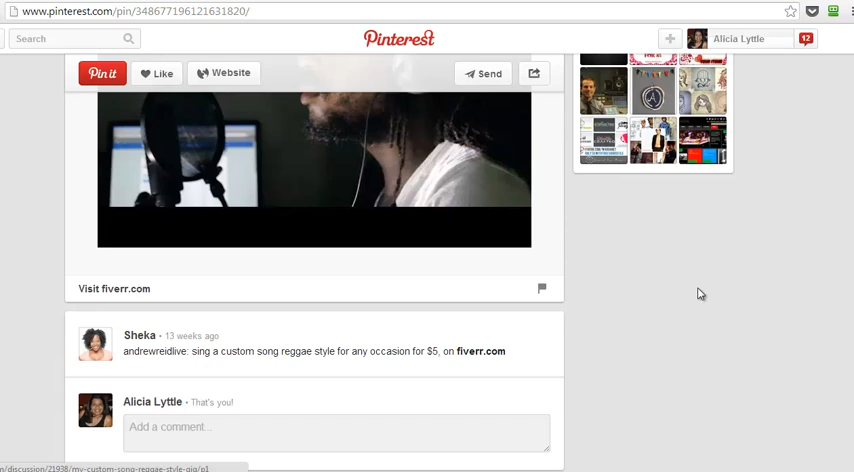 www.pinterest.com/pin/348677196121631820/
Search
Pinterest
Alicia Lyttle
12
Pin it
Like
Website
Send
Visit fiverr.com
Sheka • 13 weeks ago
andrewreidlive: sing a custom song reggae style for any occasion for $5, on fiverr.com
Alicia Lyttle • That's you!
Add a comment...
m/discussion/21938/my-custom-song-reggae-style-gig/p1